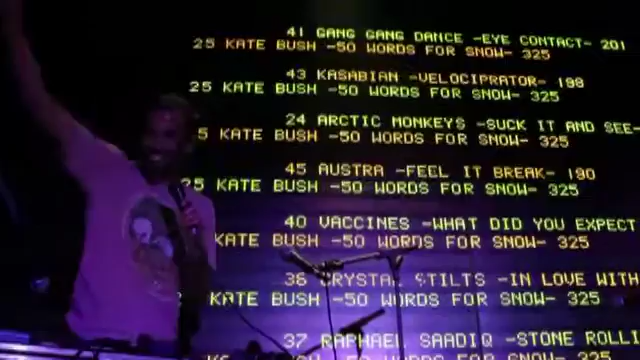 41 GANG GANG DANCE -EYE CONTACT- 201
25 KATE BUSH -50 WORDS FOR SNOW- 325
43 KASABIAN -VELOCIPRATOR- 198
25 KATE BUSH -50 WORDS FOR SNOW- 325
24 ARCTIC MONKEYS -SUCK IT AND SEE-
5 KATE BUSH -50 WORDS FOR SNOW- 325
45 AUSTRA -FEEL IT BREAK- 190
25 KATE BUSH -50 WORDS FOR SNOW- 325
40 VACCINES -WHAT DID YOU EXPECT
KATE BUSH -50 WORDS FOR SNOW- 325
36 CRYSTAL STILTS -IN LOVE WITH
KATE BUSH -50 WORDS FOR SNOW- 325
37 RAPHAEL SAADIQ -STONE ROLLI
WORDS FOR SNOW- 325